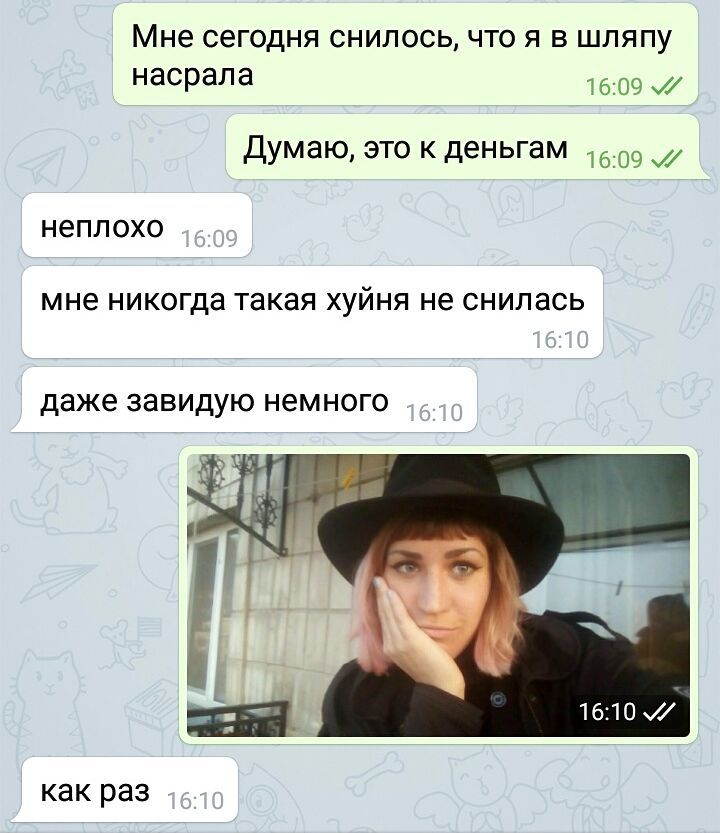 Мне сегодня снилось, что я в шляпу
насрала
16:09
Думаю, это к деньгам 16:09
неплохо 16:09
мне никогда такая хуйня не снилась
16:10
даже завидую немного 16:10
16:10
как раз 16:10